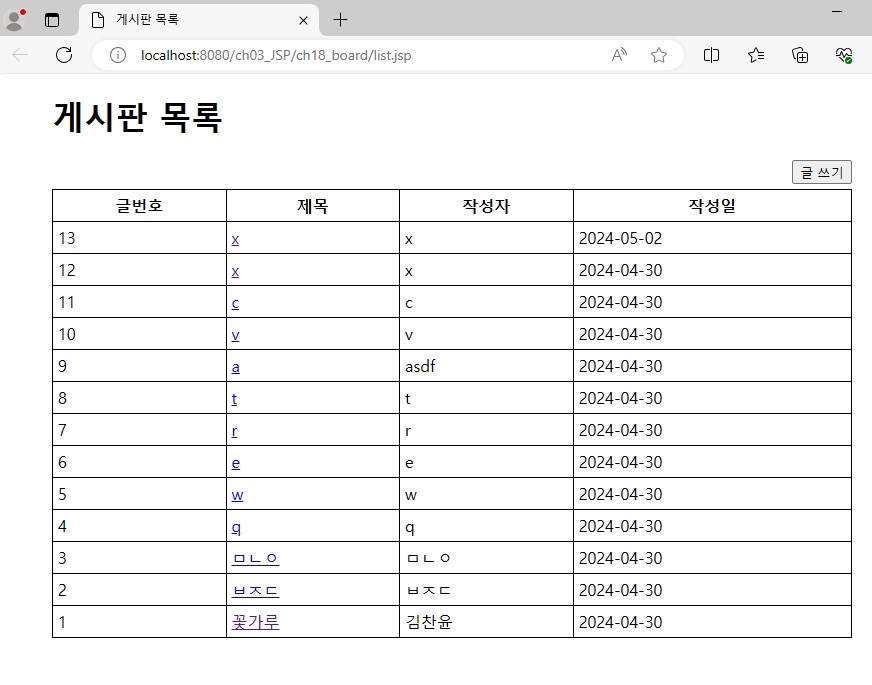 게시판 목록
localhost:8080/ch03_JSP/ch18_board/list.jsp
게시판 목록
글 쓰기
글번호 제목 작성자 작성일
13 x x 2024-05-02
12 x x 2024-04-30
11 c c 2024-04-30
10 v v 2024-04-30
9 a asdf 2024-04-30
8 t t 2024-04-30
7 r r 2024-04-30
6 e e 2024-04-30
5 w w 2024-04-30
4 q q 2024-04-30
3 ㅁㄴㅇ ㅁㄴㅇ 2024-04-30
2 ㅂㅈㄷ ㅂㅈㄷ 2024-04-30
1 꽃가루 김찬윤 2024-04-30